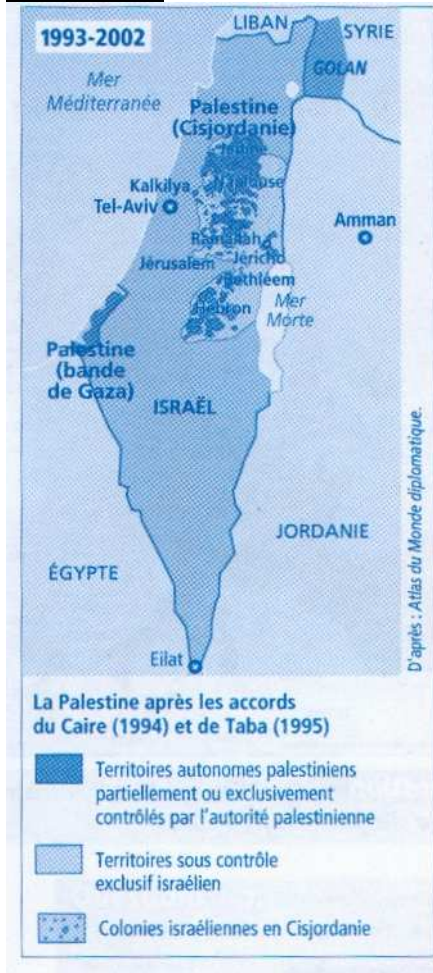 1993-2002
LIBAN
SYRIE
GOLAN
Mer
Méditerranée
Palestine
(Cisjordanie)
Jénine
Naplouse
Kalkilya
Tel-Aviv
Amman
Ramallah
Jéricho
Jérusalem
Bethléem
Mer
Morte
Hébron
Palestine
(bande
de Gaza)
ISRAËL
JORDANIE
ÉGYPTE
Eilat
D'après : Atlas du Monde diplomatique.
La Palestine après les accords
du Caire (1994) et de Taba (1995)
Territoires autonomes palestiniens
partiellement ou exclusivement
contrôlés par l'autorité palestinienne
Territoires sous contrôle
exclusif israélien
Colonies israéliennes en Cisjordanie